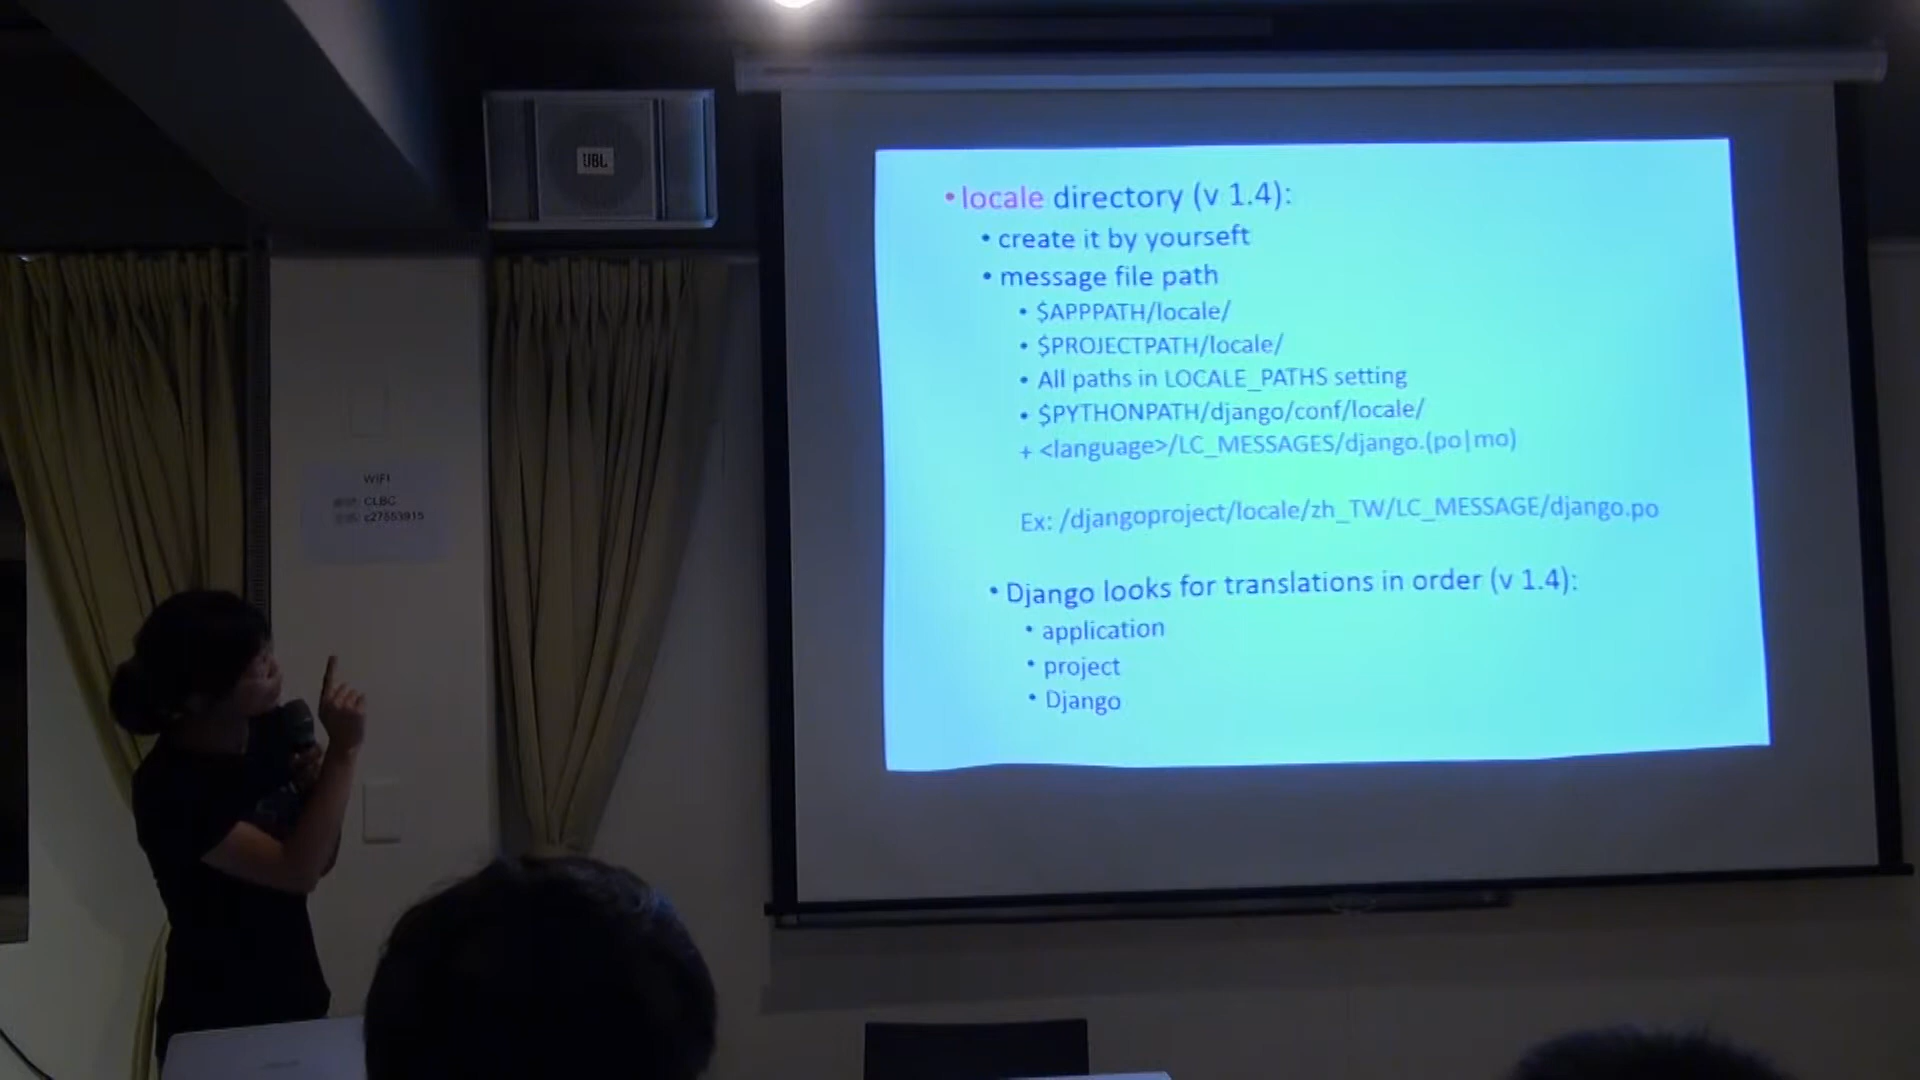 UBL
• locale directory (v 1.4):
• create it by yourseft
• message file path
• $APPPATH/locale/
• $PROJECTPATH/locale/
• All paths in LOCALE_PATHS setting
• $PYTHONPATH/django/conf/locale/
+ <language>/LC_MESSAGES/django.(po|mo)
Ex: /djangoproject/locale/zh_TW/LC_MESSAGE/django.po
• Django looks for translations in order (v 1.4):
• application
• project
• Django
WIFI
CLBC
c27553915